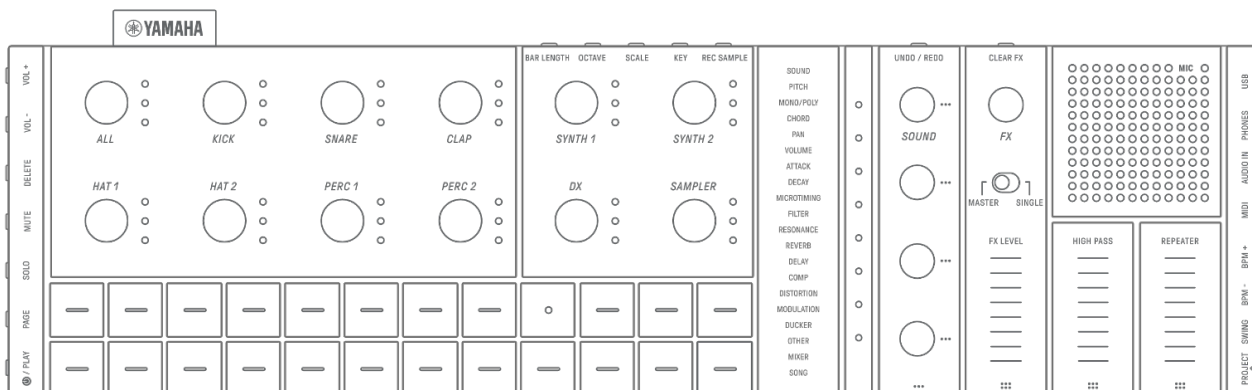 YAMAHA
BAR LENGTH OCTAVE SCALE KEY REC SAMPLE
UNDO / REDO
CLEAR FX
MIC
VOL +
VOL -
DELETE
MUTE
SOLO
PAGE
/ PLAY
ALL KICK SNARE CLAP SYNTH 1 SYNTH 2
HAT 1 HAT 2 PERC 1 PERC 2 DX SAMPLER
SOUND
PITCH
MONO/POLY
CHORD
PAN
VOLUME
ATTACK
DECAY
MICROTIMING
FILTER
RESONANCE
REVERB
DELAY
COMP
DISTORTION
MODULATION
DUCKER
OTHER
MIXER
SONG
SOUND
FX
MASTER SINGLE
FX LEVEL
HIGH PASS
REPEATER
USB
PHONES
AUDIO IN
MIDI
BPM +
BPM -
SWING
PROJECT